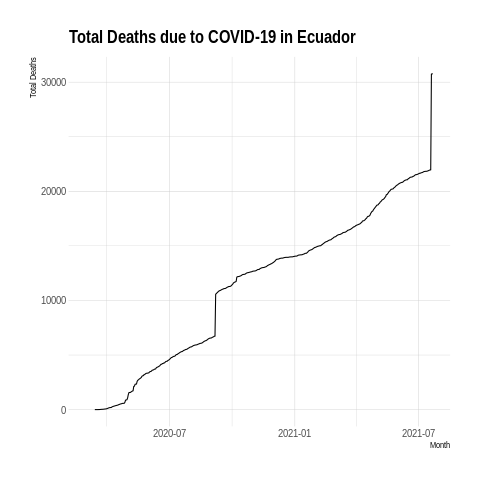 Total Deaths due to COVID-19 in Ecuador
Total Deaths
30000
20000
10000
0
2020-07
2021-01
2021-07
Month